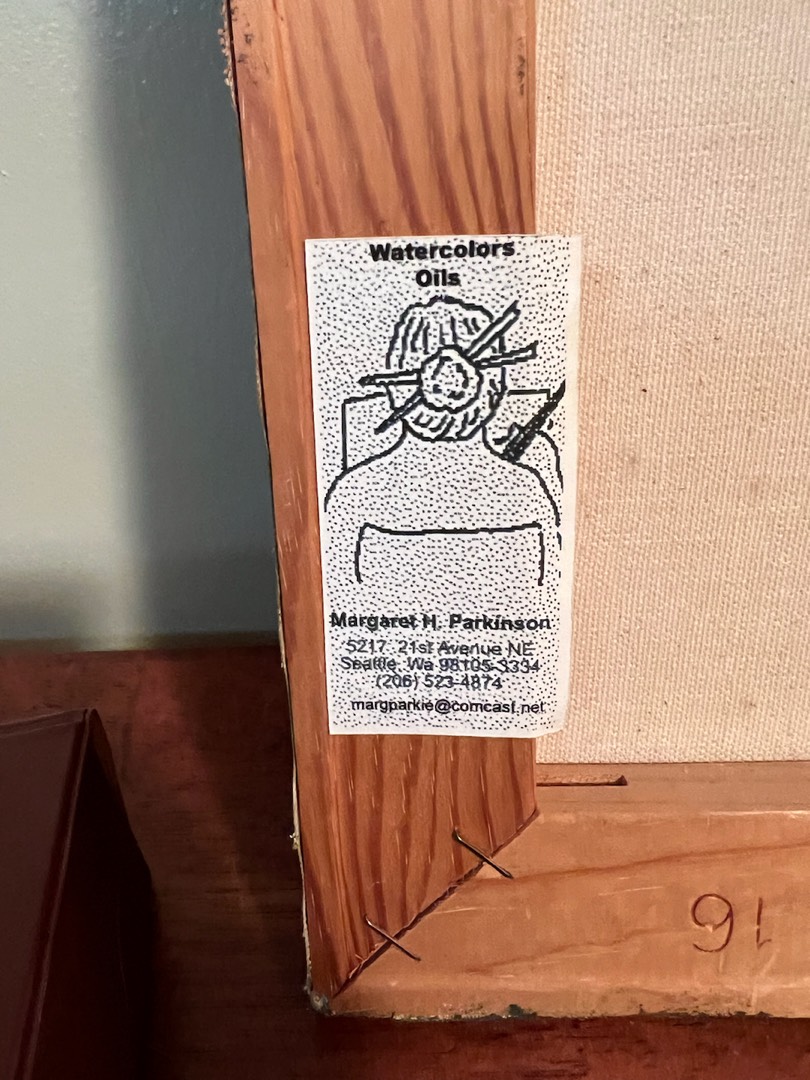 Watercolors
Oils
Margaret H. Parkinson
5217 21st Avenue NE
Seattle, Wa 98105-3334
(206) 523-4874
margparkie@comcast.net
16